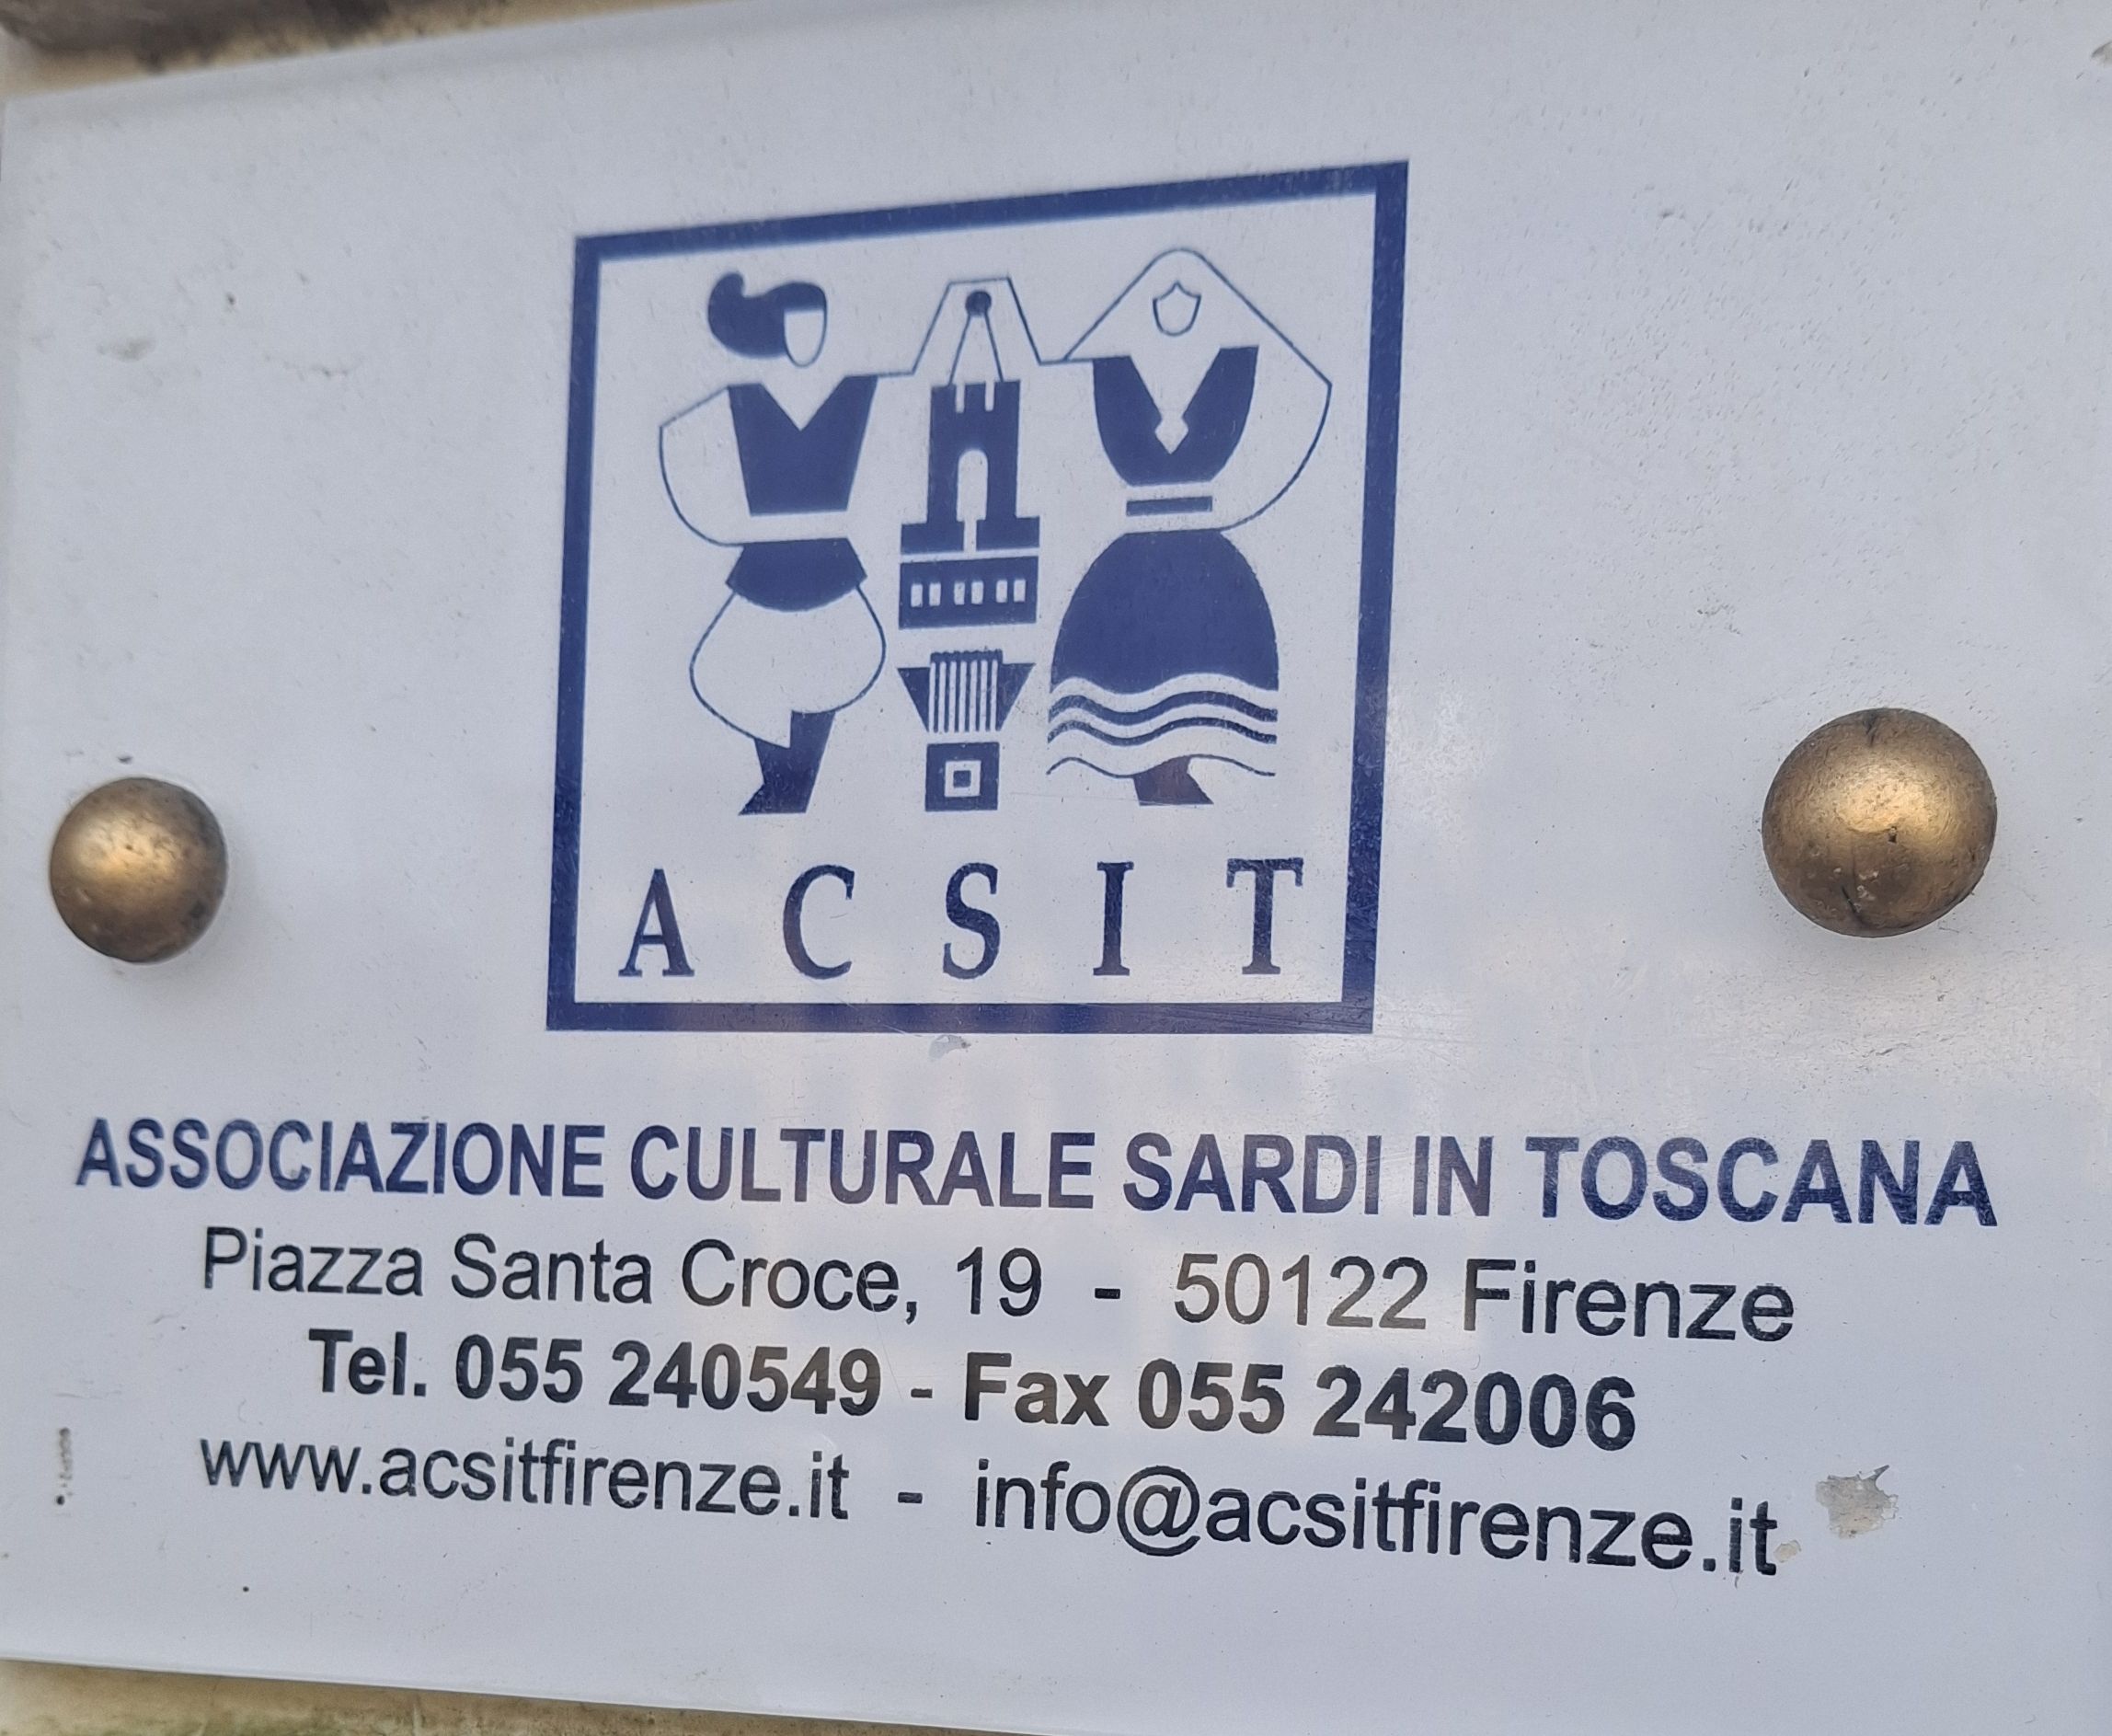 A C S I T
ASSOCIAZIONE CULTURALE SARDI IN TOSCANA
Piazza Santa Croce, 19 - 50122 Firenze
Tel. 055 240549 - Fax 055 242006
www.acsitfirenze.it - info@acsitfirenze.it